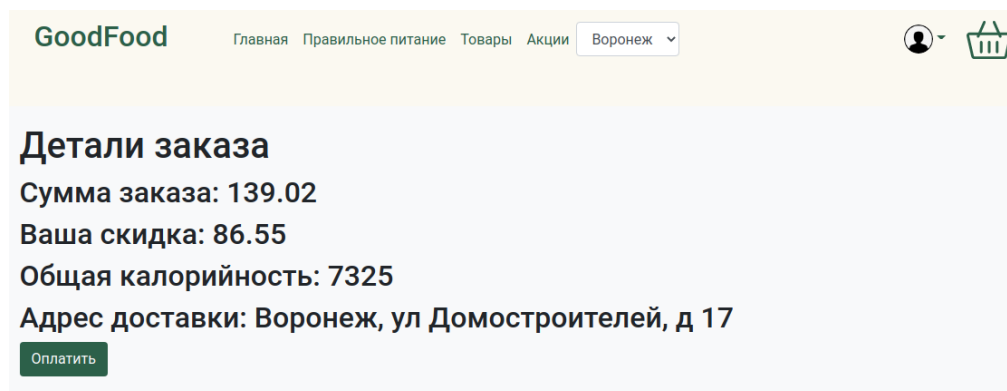 GoodFood Главная Правильное питание Товары Акции Воронеж
Детали заказа
Сумма заказа: 139.02
Ваша скидка: 86.55
Общая калорийность: 7325
Адрес доставки: Воронеж, ул Домостроителей, д 17
Оплатить